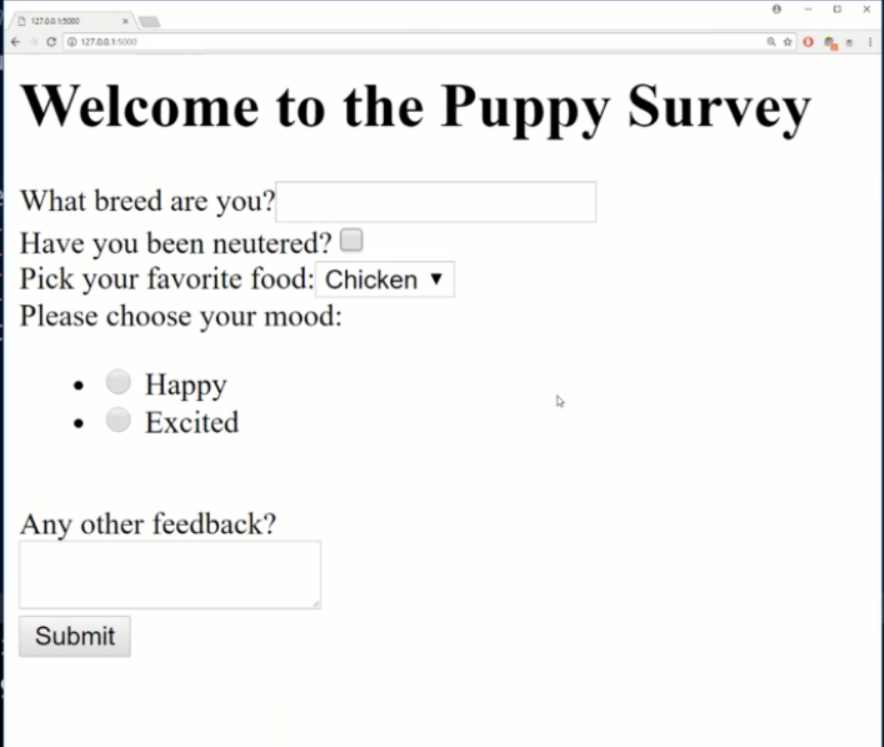 127.0.0.1:5000
127.0.0.1:5000
Welcome to the Puppy Survey
What breed are you?
Have you been neutered?
Pick your favorite food: Chicken ▼
Please choose your mood:
• Happy
• Excited
Any other feedback?
Submit